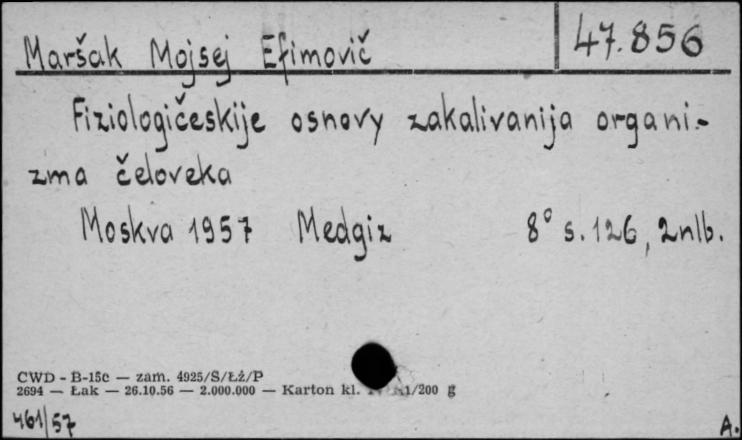 Maršak Mojsej Efimovič 47.856
Fiziologičeskije osnovy zakalivanija organi-
zma čeloveka
Moskva 1957 Medgiz 8° s. 126, 2nlb.
CWD - B-15c — zam. 4925/S/Łż/P
2694 — Łak — 26.10.56 — 2.000.000 — Karton kl. /200 g
461/57 A.